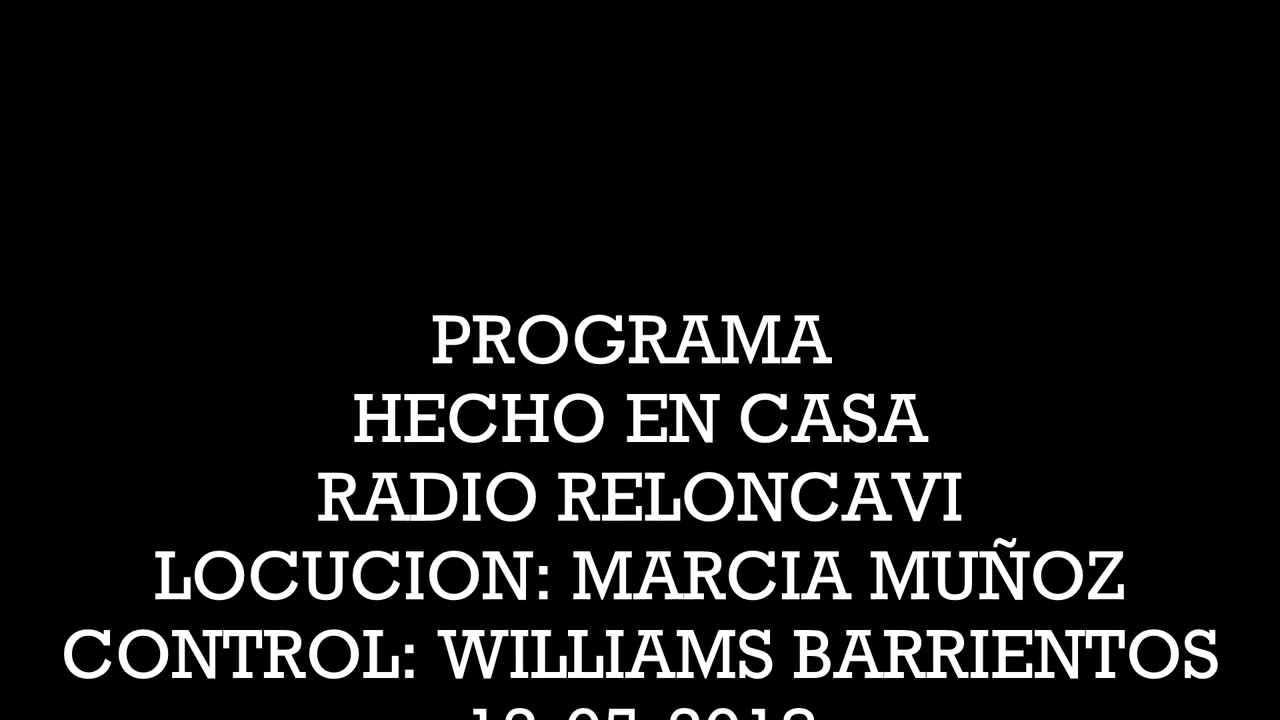 PROGRAMA
HECHO EN CASA
RADIO RELONCAVI
LOCUCION: MARCIA MUÑOZ
CONTROL: WILLIAMS BARRIENTOS